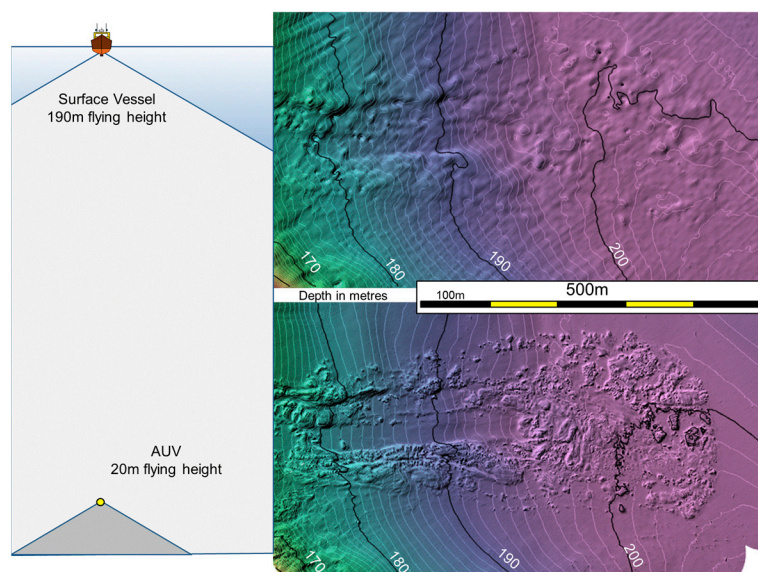 Surface Vessel
190m flying height
170
180
190
200
Depth in metres
100m
500m
AUV
20m flying height
170
180
190
200